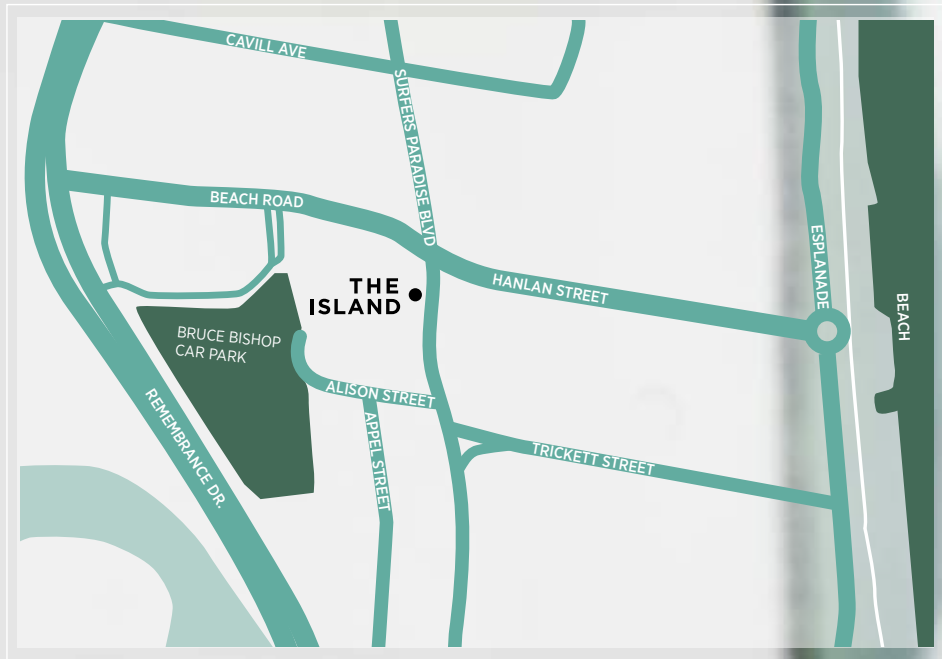 CAVILL AVE
SURFERS PARADISE BLVD
BEACH ROAD
ESPLANADE
HANLAN STREET
THE
ISLAND
BEACH
BRUCE BISHOP
CAR PARK
ALISON STREET
REMEMBRANCE DR.
APPEL STREET
TRICKETT STREET